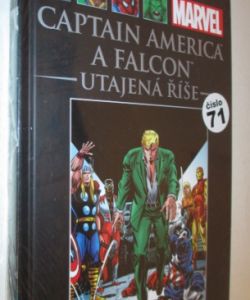 MARVEL
CAPTAIN AMERICA
A FALCON
UTAJENÁ ŘÍŠE
číslo
71